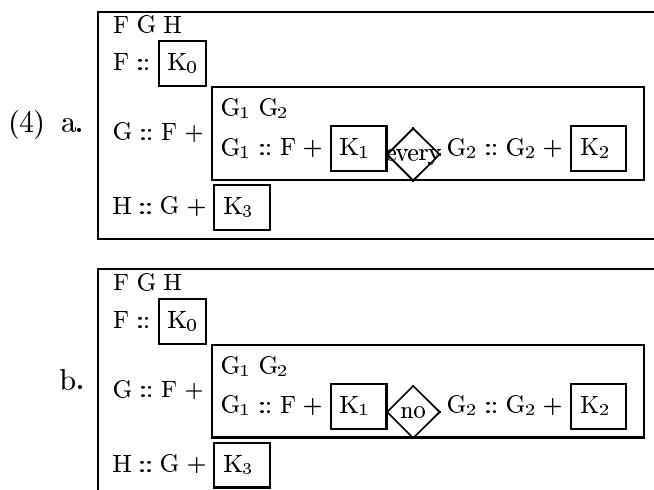 F G H
F :: K₀
(4) a. G :: F +
G₁ G₂
G₁ :: F + K₁ every G₂ :: G₂ + K₂
H :: G + K₃
F G H
F :: K₀
b. G :: F +
G₁ G₂
G₁ :: F + K₁ no G₂ :: G₂ + K₂
H :: G + K₃